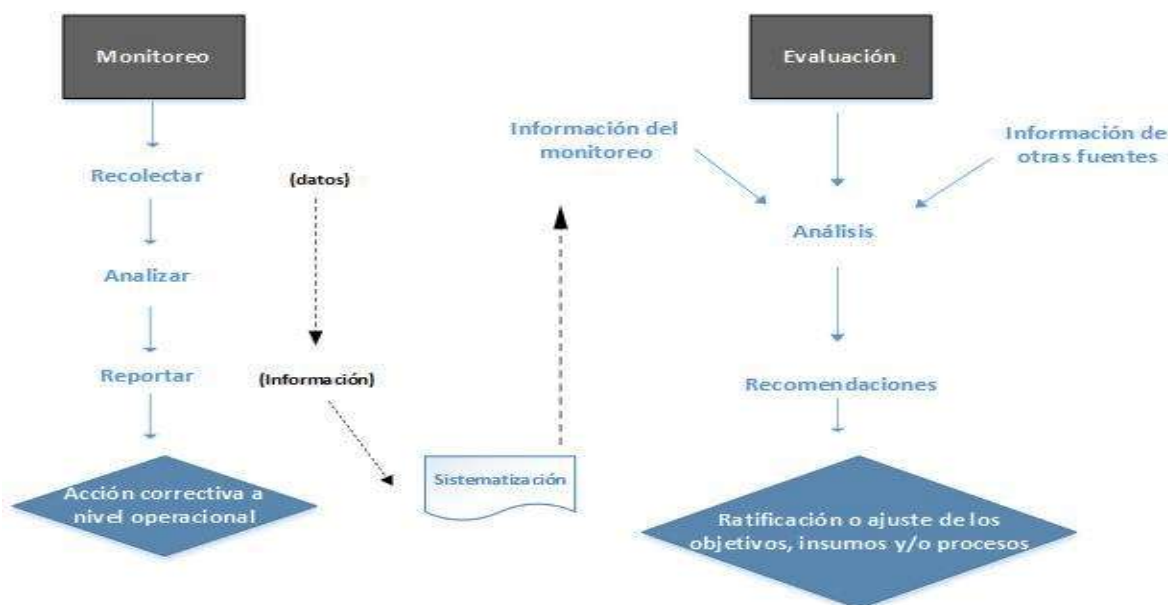 Monitoreo
Recolectar
(datos)
Analizar
Reportar
(Información)
Acción correctiva a
nivel operacional
Sistematización
Evaluación
Información del
monitoreo
Información de
otras fuentes
Análisis
Recomendaciones
Ratificación o ajuste de los
objetivos, insumos y/o procesos